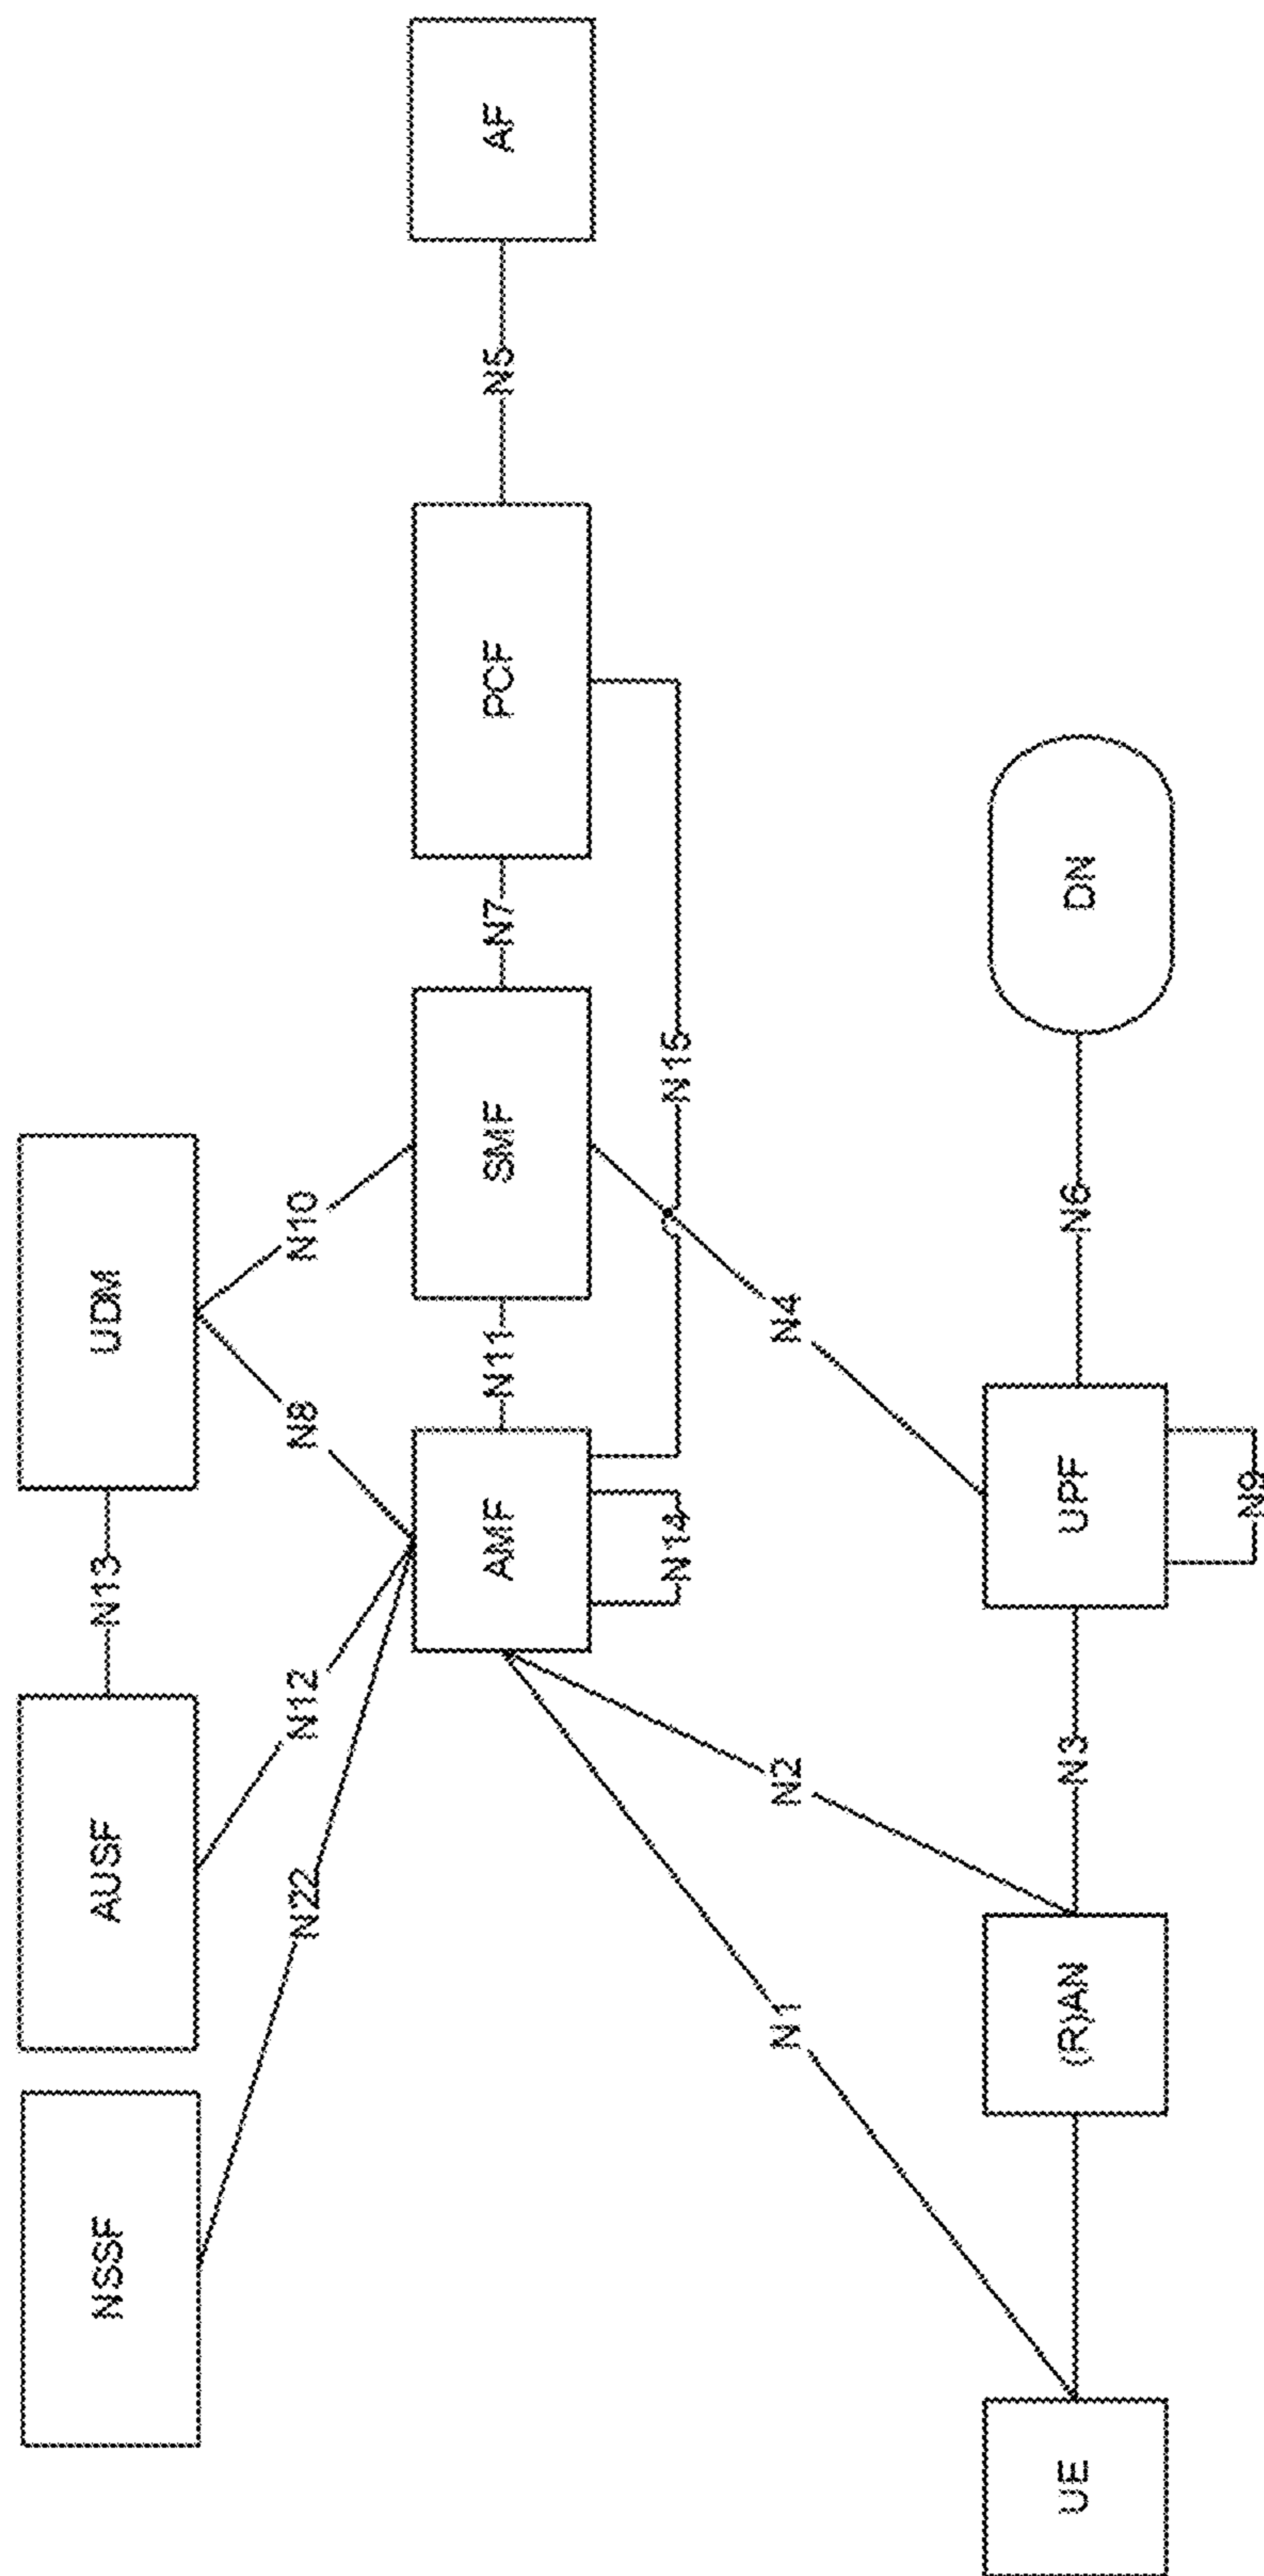 NSSF
AUSF
N13
UDM
N22
N12
N8
N10
AMF
N11
SMF
N7
PCF
N5
AF
N14
N15
N1
N2
N4
UE
(R)AN
N3
UPF
N6
DN
N9